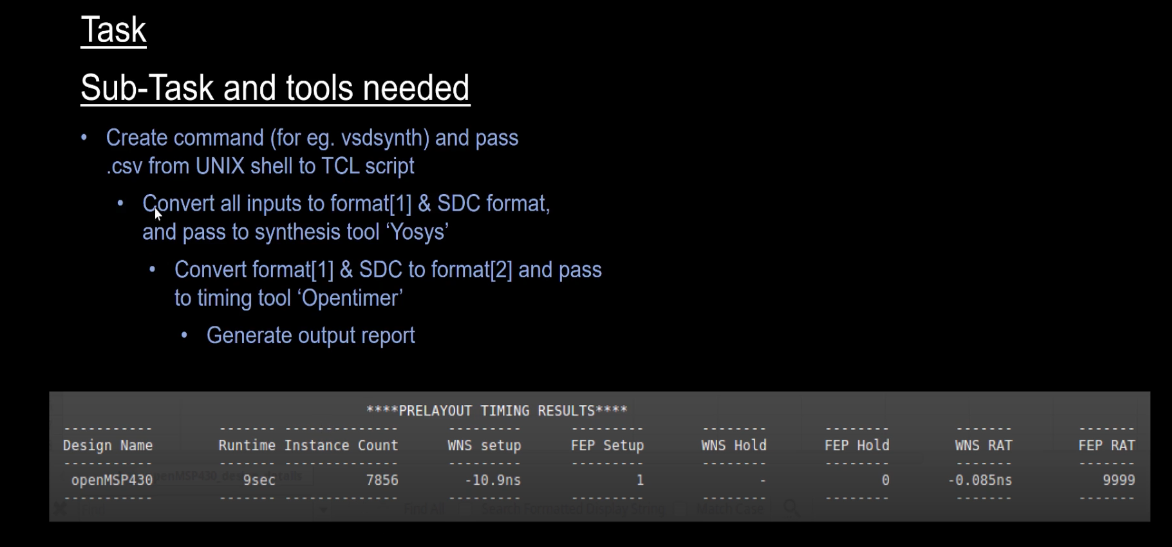 Task
Sub-Task and tools needed
• Create command (for eg. vsdsynth) and pass
.csv from UNIX shell to TCL script
• Convert all inputs to format[1] & SDC format,
and pass to synthesis tool ‘Yosys’
• Convert format[1] & SDC to format[2] and pass
to timing tool ‘Opentimer’
• Generate output report
****PRELAYOUT TIMING RESULTS****
----------- ------- -------------- --------- --------- -------- -------- ------- -------
Design Name Runtime Instance Count WNS setup FEP Setup WNS Hold FEP Hold WNS RAT FEP RAT
----------- ------- -------------- --------- --------- -------- -------- ------- -------
openMSP430 9sec 7856 -10.9ns 1 - 0 -0.085ns 9999
----------- ------- -------------- --------- --------- -------- -------- ------- -------